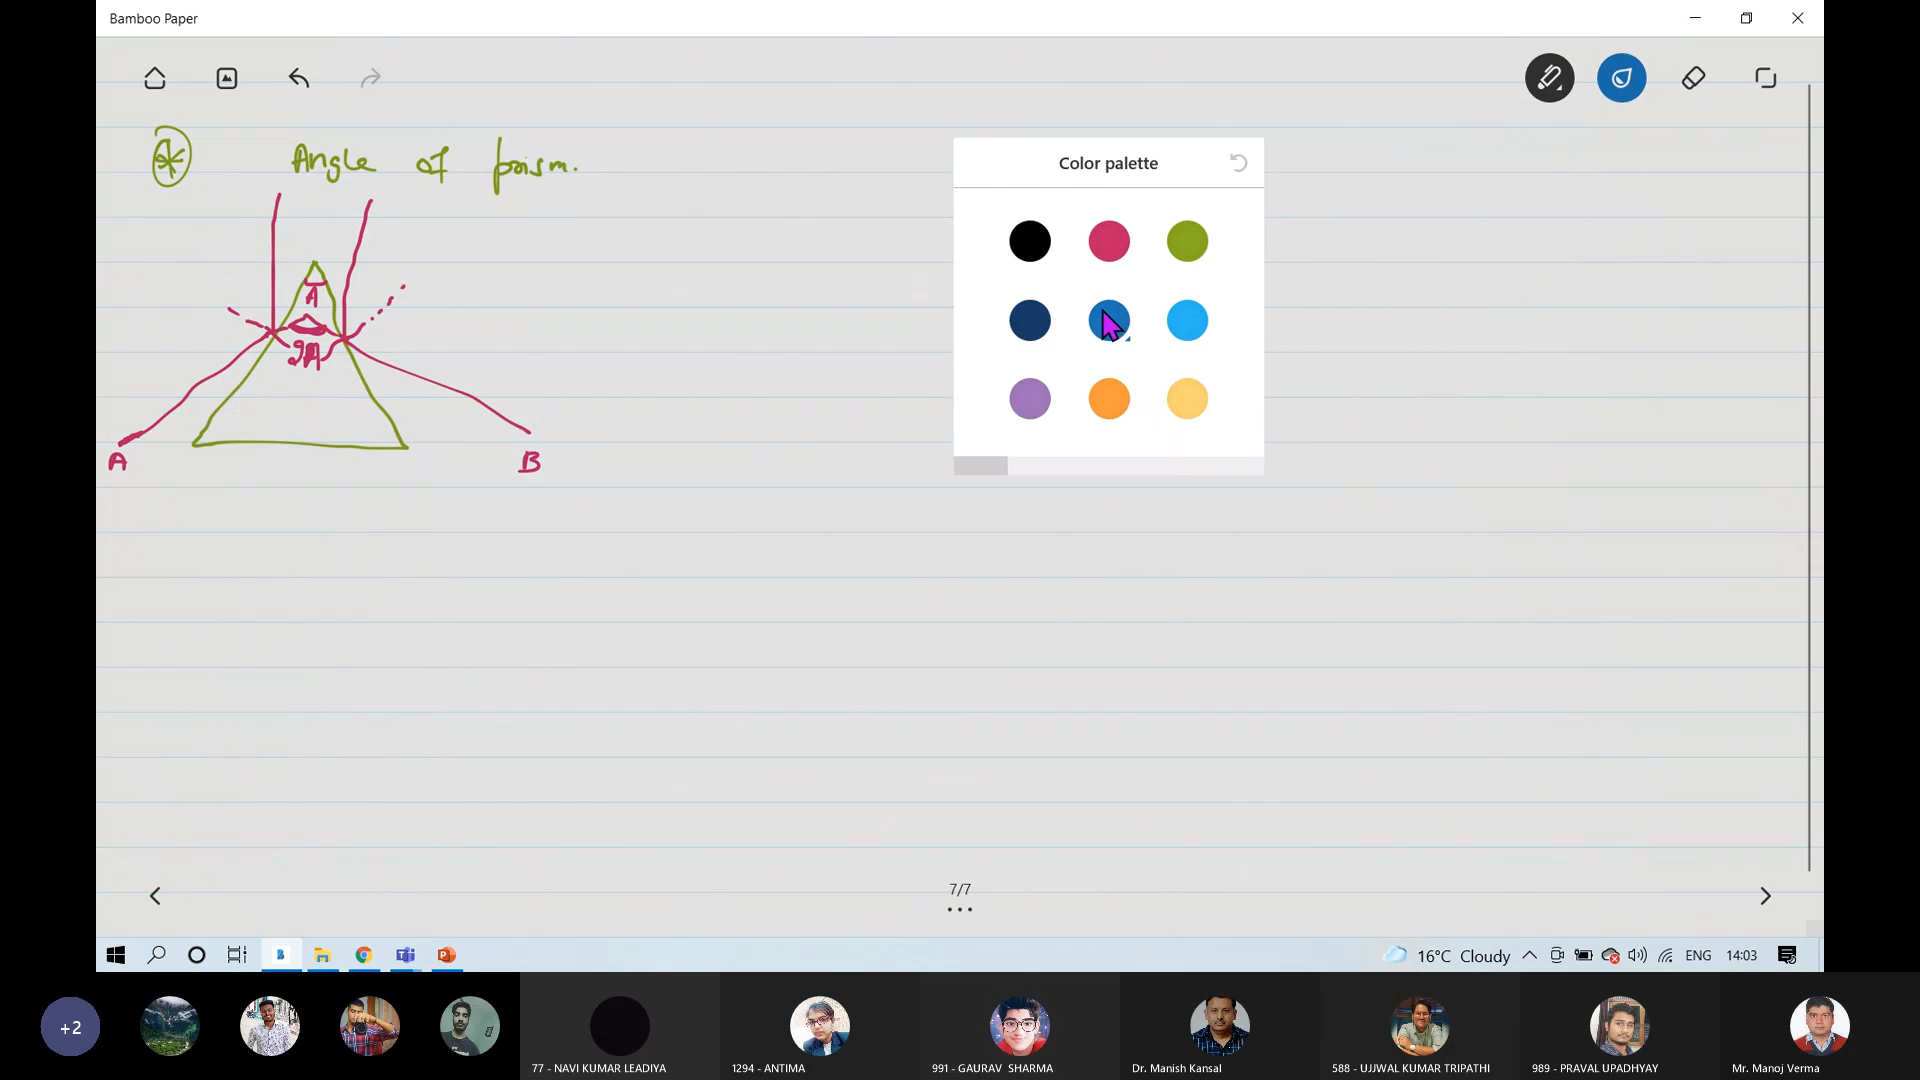 Bamboo Paper
* Angle of prism.
Color palette
A
2A
A
B
7/7
...
B
P
16°C Cloudy
ENG
14:03
+2
77 - NAVI KUMAR LEADIYA
1294 - ANTIMA
991 - GAURAV SHARMA
Dr. Manish Kansal
588 - UJJWAL KUMAR TRIPATHI
989 - PRAVAL UPADHYAY
Mr. Manoj Verma